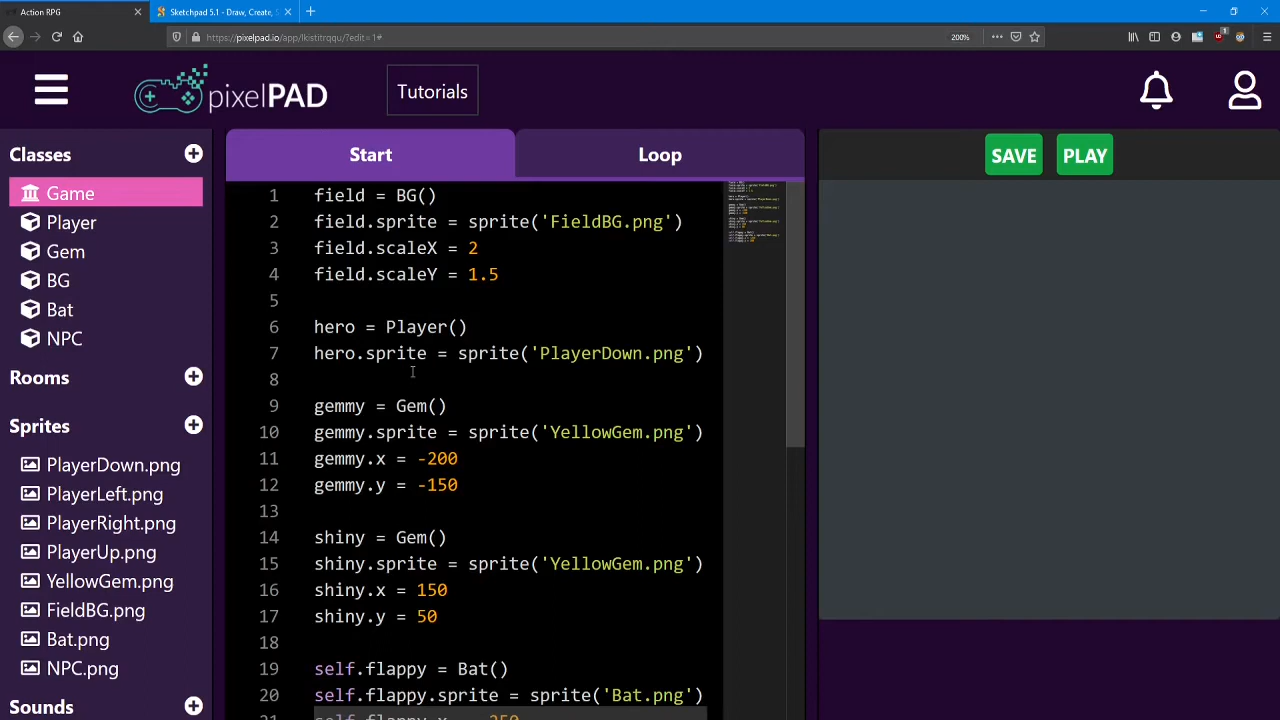 Action RPG
Sketchpad 5.1 - Draw, Create,
https://pixelpad.io/app/lkistitrqqu/?edit=1#
200%
1
pixelPAD
Tutorials
Classes
Game
Player
Gem
BG
Bat
NPC
Rooms
Sprites
PlayerDown.png
PlayerLeft.png
PlayerRight.png
PlayerUp.png
YellowGem.png
FieldBG.png
Bat.png
NPC.png
Sounds
Start
Loop
1 field = BG()
2 field.sprite = sprite('FieldBG.png')
3 field.scaleX = 2
4 field.scaleY = 1.5
5
6 hero = Player()
7 hero.sprite = sprite('PlayerDown.png')
8
9 gemmy = Gem()
10 gemmy.sprite = sprite('YellowGem.png')
11 gemmy.x = -200
12 gemmy.y = -150
13
14 shiny = Gem()
15 shiny.sprite = sprite('YellowGem.png')
16 shiny.x = 150
17 shiny.y = 50
18
19 self.flappy = Bat()
20 self.flappy.sprite = sprite('Bat.png')
SAVE
PLAY